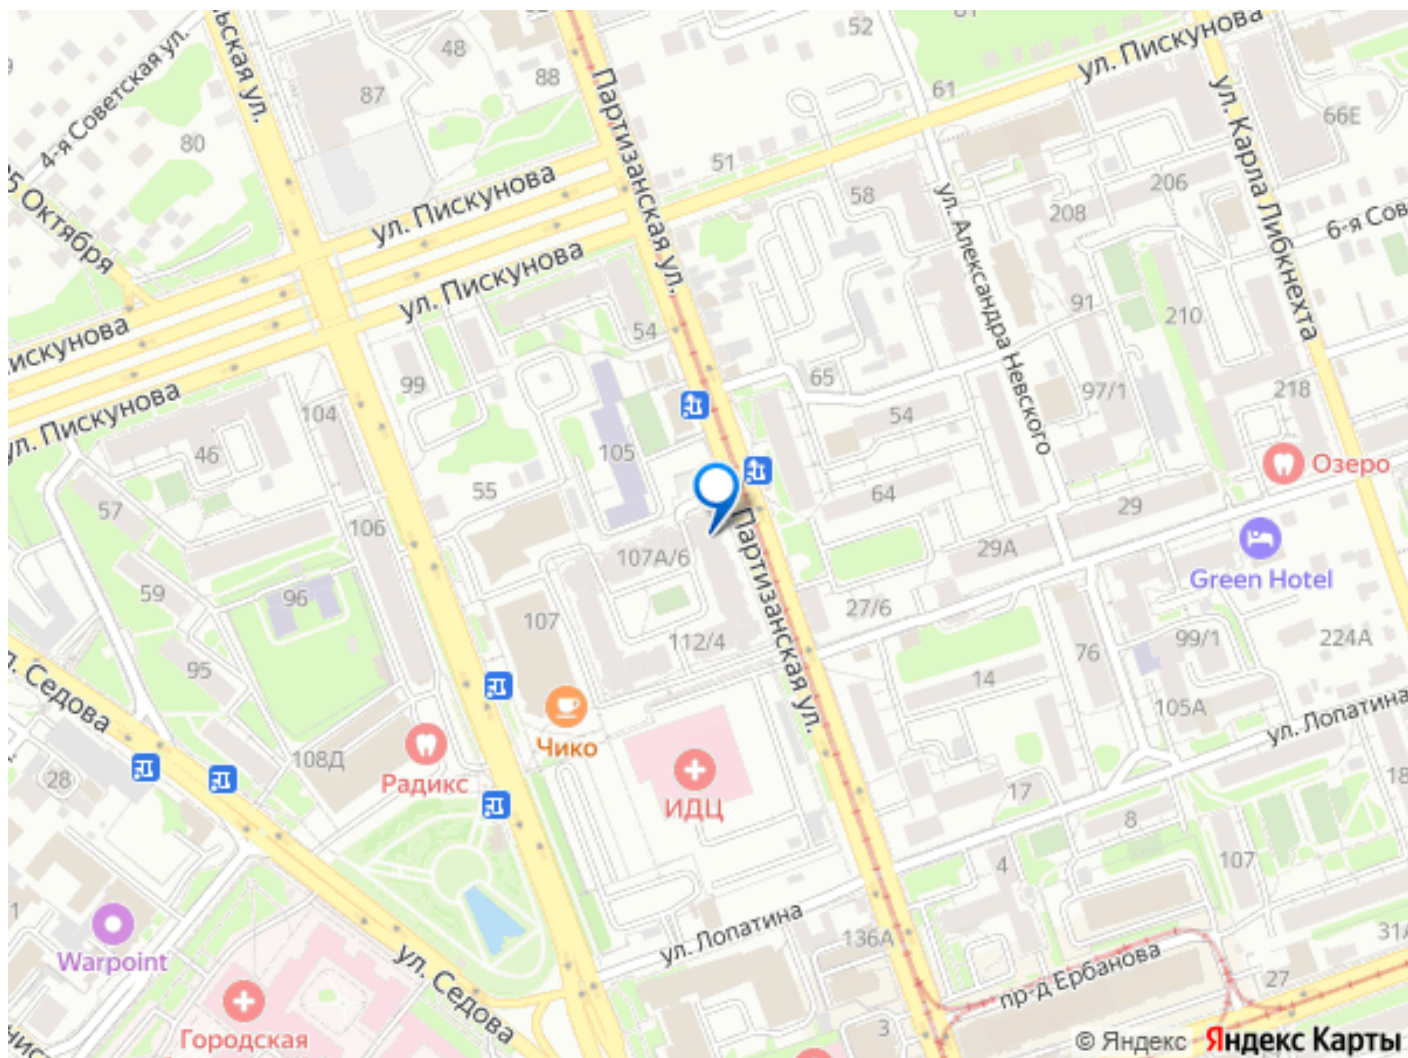 4-я Советская ул.
48
88
87
80
Партизанская ул.
52
61
ул. Пискунова
66Е
ул. Карла Либкнехта
5 Октября
ул. Пискунова
51
58
ул. Александра Невского
206
208
6-я Сов
ул. Пискунова
91
210
54
99
65
97/1
218
ул. Пискунова
104
46
105
54
Озеро
55
64
57
106
29
29А
107А/6
Green Hotel
59
96
107
27/6
Партизанская ул.
112/4
76
99/1
224А
95
14
105А
Седова
ул. Лопатина
Чико
108Д
Радикс
28
ИДЦ
17
18
8
4
107
ул. Лопатина
136А
31А
Warpoint
ул. Седова
пр-д Ербанова
27
3
Городская
© Яндекс Яндекс Карты